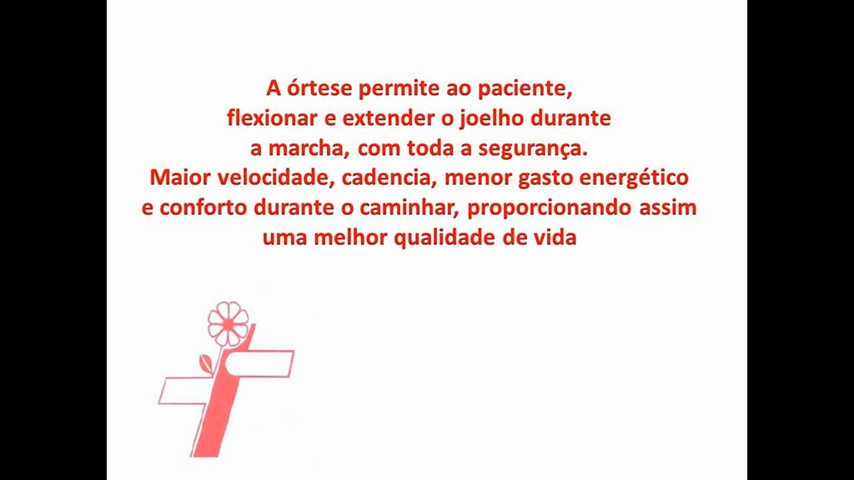 A órtese permite ao paciente,
flexionar e extender o joelho durante
a marcha, com toda a segurança.
Maior velocidade, cadencia, menor gasto energético
e conforto durante o caminhar, proporcionando assim
uma melhor qualidade de vida